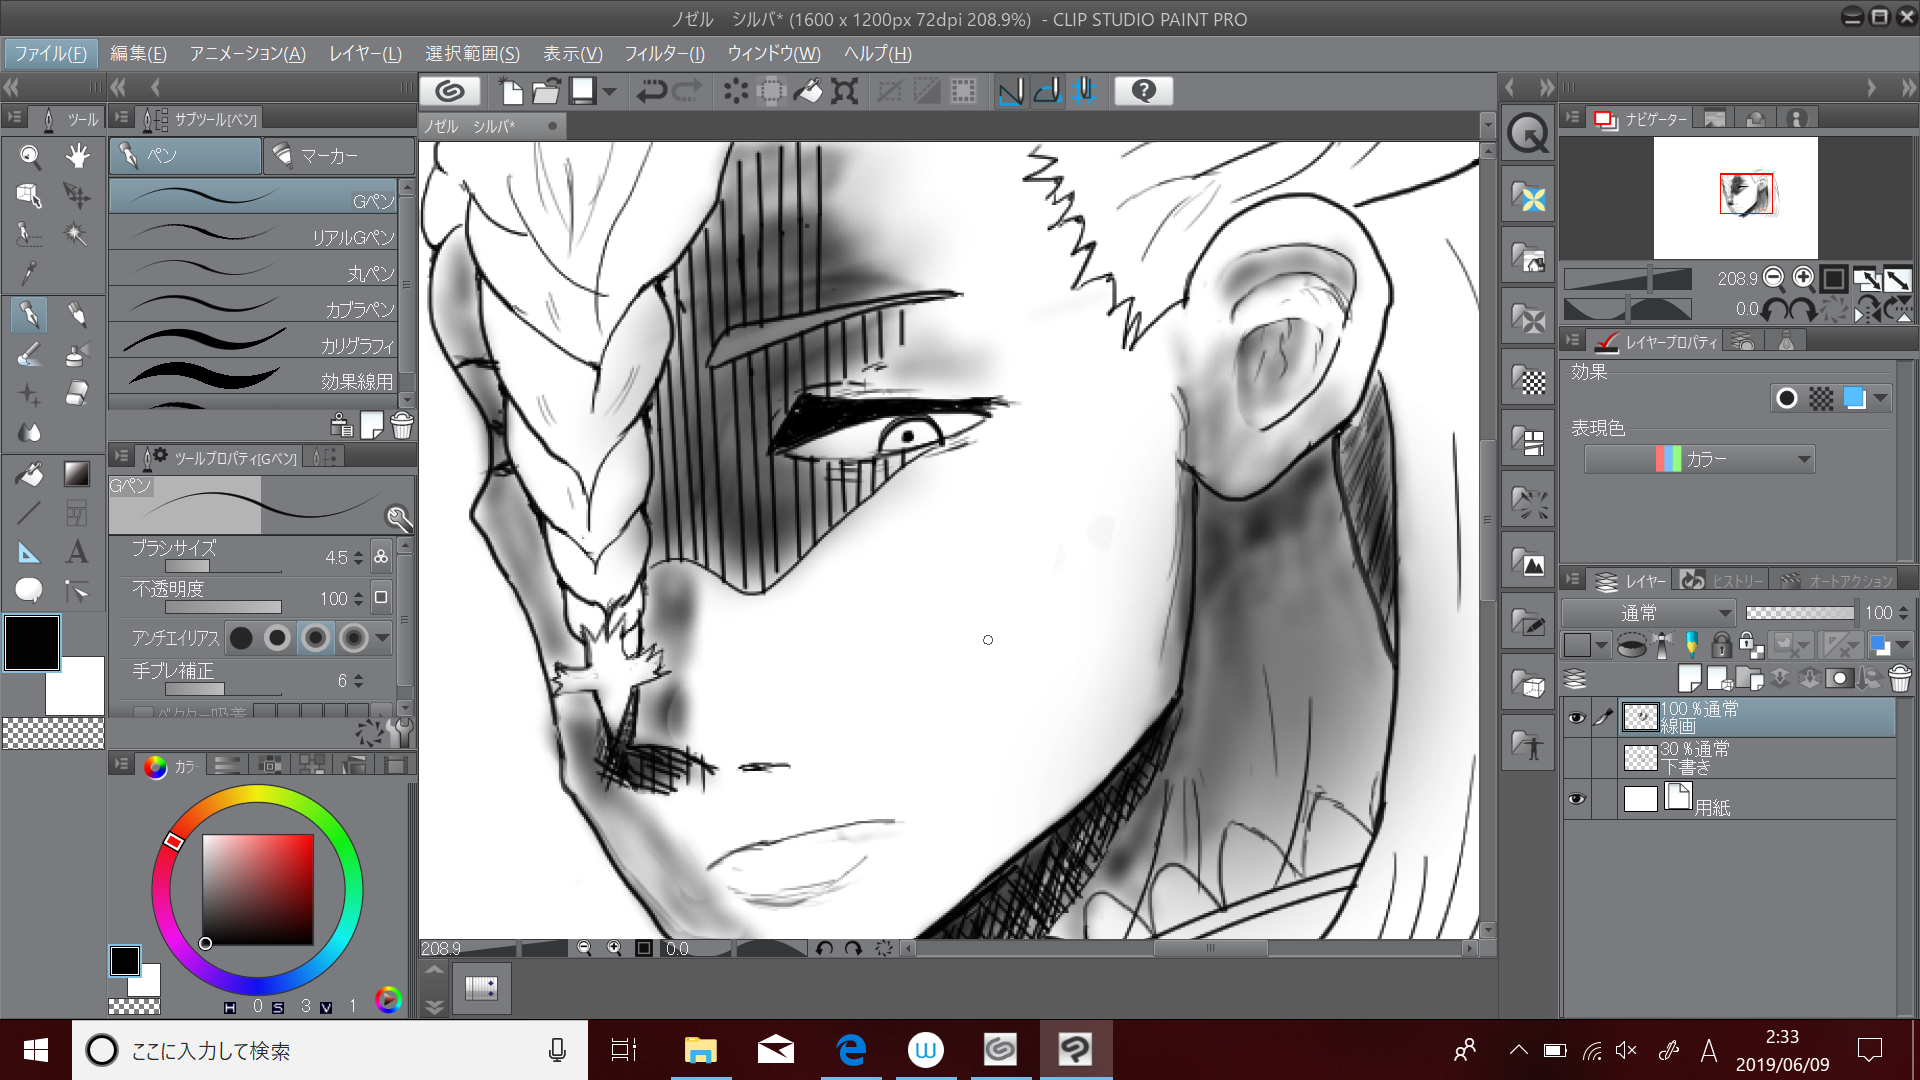 ノゼル　シルバ* (1600 x 1200px 72dpi 208.9%)  - CLIP STUDIO PAINT PRO
ファイル(F) 編集(E) アニメーション(A) レイヤー(L) 選択範囲(S) 表示(V) フィルター(I) ウィンドウ(W) ヘルプ(H)
ツール
サブツール[ペン]
ペン
マーカー
Gペン
リアルGペン
丸ペン
カブラペン
カリグラフィ
効果線用
ツールプロパティ[Gペン]
Gペン
ブラシサイズ 4.5
不透明度 100
アンチエイリアス
手ブレ補正 6
ベクター吸着
カラー
H 0 S 3 V 1
ノゼル　シルバ*
208.9 0.0
ナビゲーター
208.9
0.0
レイヤープロパティ
効果
表現色
カラー
レイヤー ヒストリー オートアクション
通常 100
100 %通常
線画
30 %通常
下書き
用紙
ここに入力して検索
A
2:33
2019/06/09